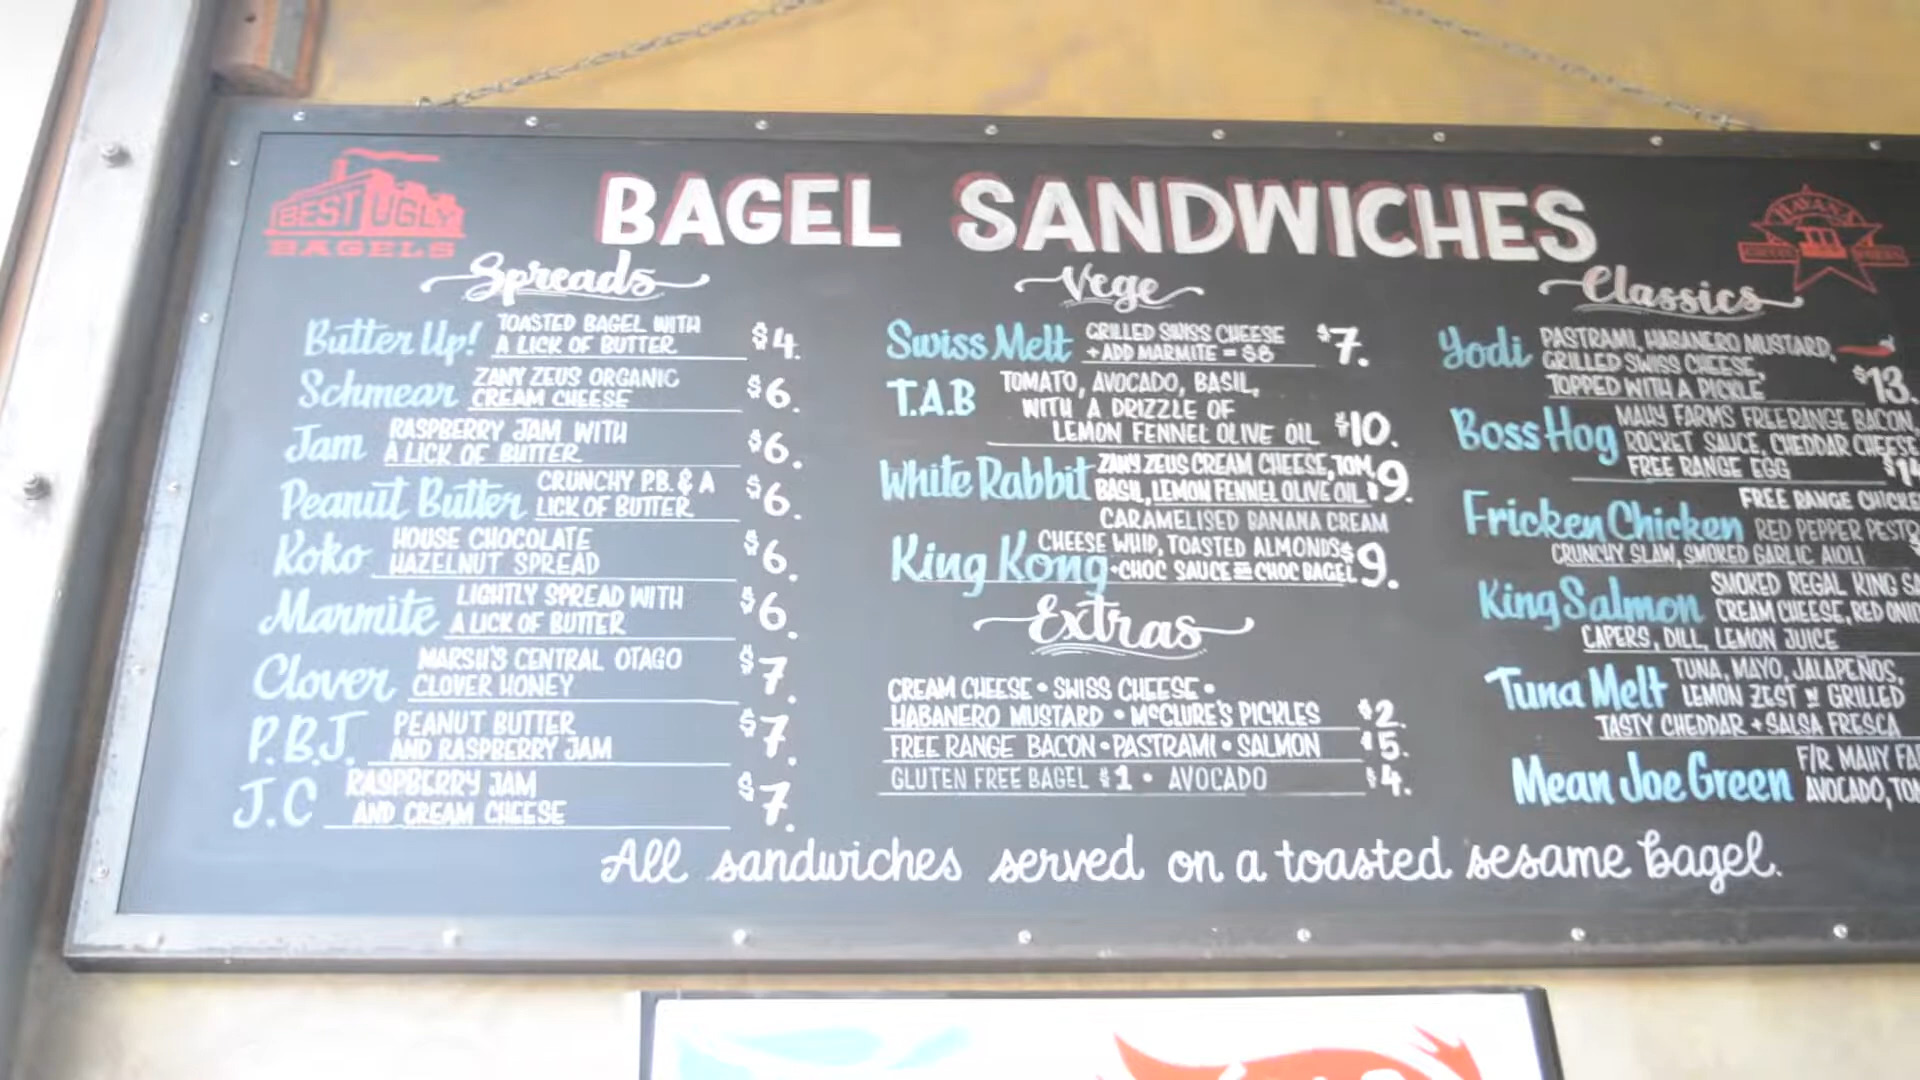 BEST UGLY
BAGELS
BAGEL SANDWICHES
HAVANA
Spreads
Butter Up! TOASTED BAGEL WITH
A LICK OF BUTTER $4.
Schmear ZANY ZEUS ORGANIC
CREAM CHEESE $6.
Jam RASPBERRY JAM WITH
A LICK OF BUTTER $6.
Peanut Butter CRUNCHY P.B. & A
LICK OF BUTTER $6.
Koko HOUSE CHOCOLATE
HAZELNUT SPREAD $6.
Marmite LIGHTLY SPREAD WITH
A LICK OF BUTTER $6.
Clover MARSH'S CENTRAL OTAGO
CLOVER HONEY $7.
P.B.J. PEANUT BUTTER
AND RASPBERRY JAM $7.
J.C RASPBERRY JAM
AND CREAM CHEESE $7.
Vege
Swiss Melt GRILLED SWISS CHEESE
+ ADD MARMITE = $8 $7.
T.A.B TOMATO, AVOCADO, BASIL,
WITH A DRIZZLE OF
LEMON FENNEL OLIVE OIL $10.
White Rabbit ZANY ZEUS CREAM CHEESE, TOM,
BASIL, LEMON FENNEL OLIVE OIL $9.
CARAMELISED BANANA CREAM
King Kong CHEESE WHIP, TOASTED ALMONDS
• CHOC SAUCE ON CHOC BAGEL $9.
Extras
CREAM CHEESE • SWISS CHEESE •
HABANERO MUSTARD • McCLURE'S PICKLES $2.
FREE RANGE BACON • PASTRAMI • SALMON $5.
GLUTEN FREE BAGEL $1 • AVOCADO $4.
Classics
Yodi PASTRAMI, HABANERO MUSTARD,
GRILLED SWISS CHEESE,
TOPPED WITH A PICKLE $13.
Boss Hog MAHY FARMS FREERANGE BACON,
ROCKET SAUCE, CHEDDAR CHEESE
FREE RANGE EGG $14
FREE RANGE CHICKE
Fricken Chicken RED PEPPER PESTO
CRUNCHY SLAW, SMOKED GARLIC AIOLI
SMOKED REGAL KING SA
King Salmon CREAM CHEESE, RED ONIO
CAPERS, DILL, LEMON JUICE
Tuna Melt TUNA, MAYO, JALAPEÑOS,
LEMON ZEST W GRILLED
TASTY CHEDDAR + SALSA FRESCA
F/R MAHY FA
Mean Joe Green AVOCADO, TOM
All sandwiches served on a toasted sesame bagel.